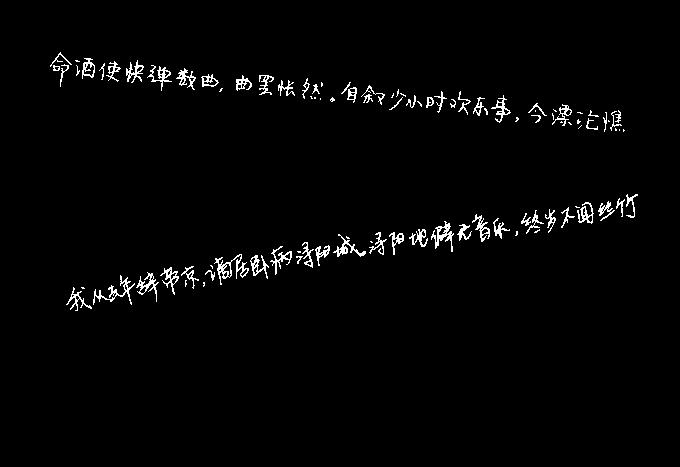 命酒使快弹数曲,曲罢怅然。自叙少小时欢乐事,今漂沦憔
我从去年辞帝京,谪居卧病浔阳城。浔阳地僻无音乐,终岁不闻丝竹